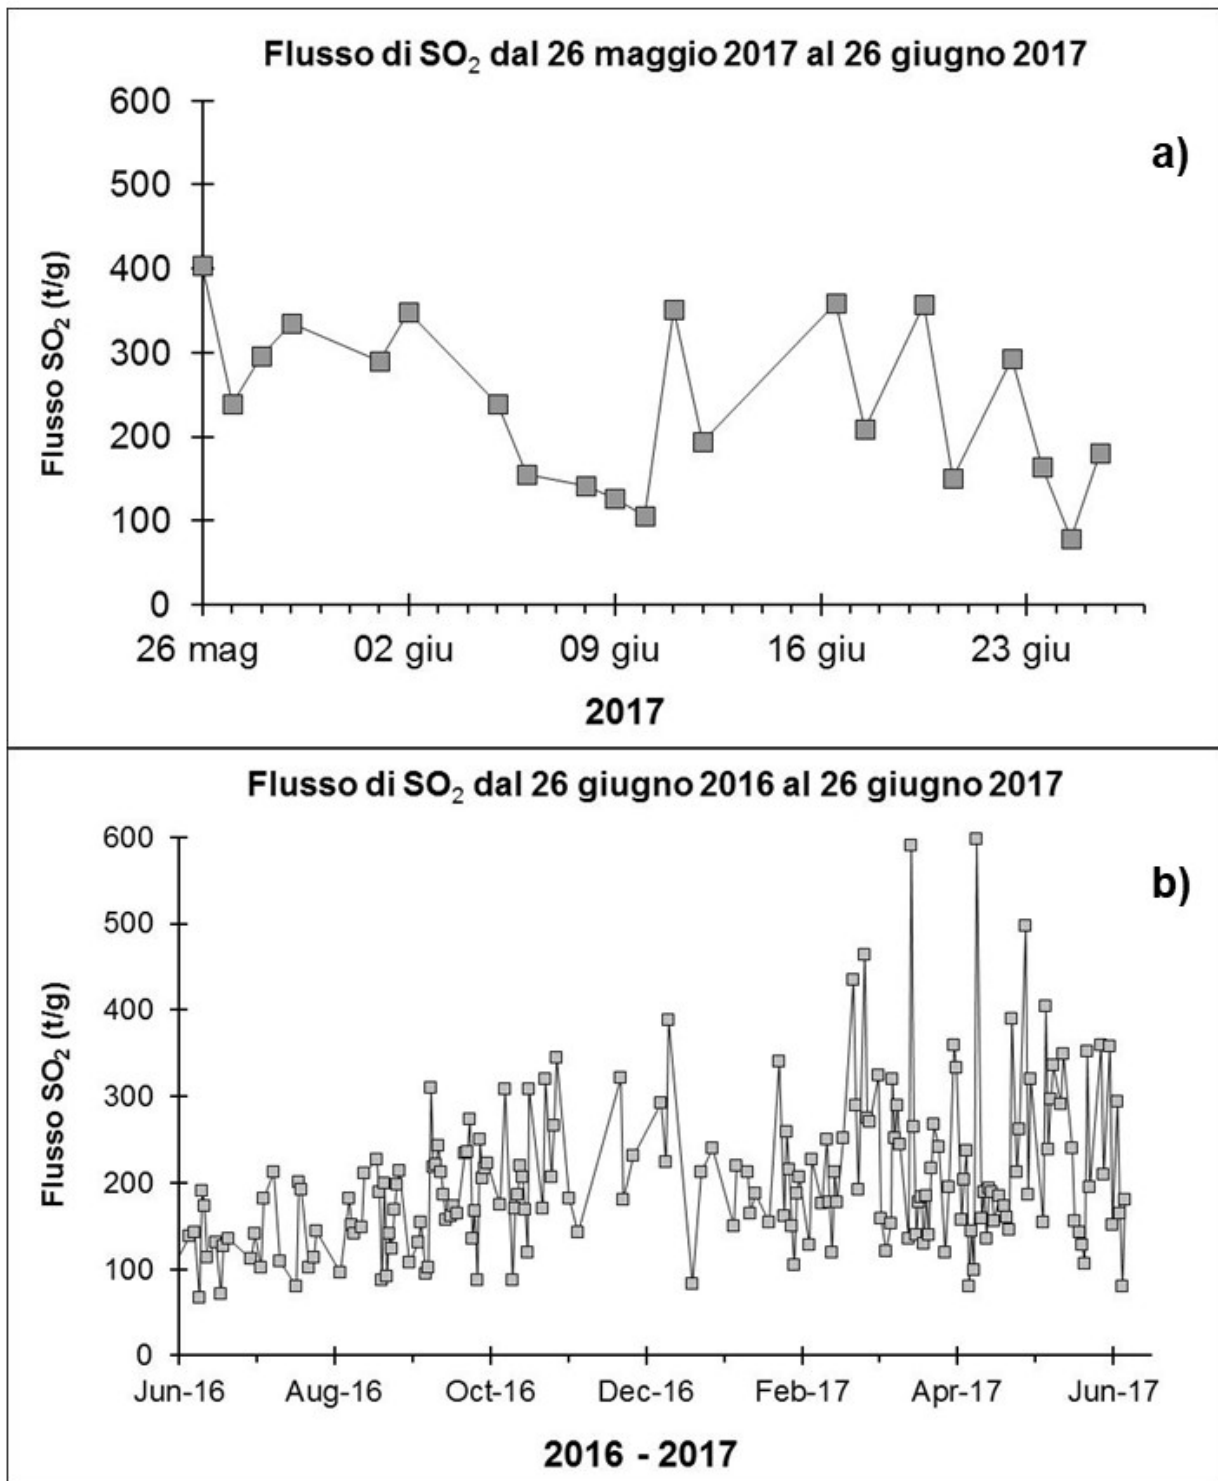 Flusso di SO₂ dal 26 maggio 2017 al 26 giugno 2017
a)
600
500
400
300
200
100
0
Flusso SO₂ (t/g)
26 mag 02 giu 09 giu 16 giu 23 giu
2017
Flusso di SO₂ dal 26 giugno 2016 al 26 giugno 2017
b)
600
500
400
300
200
100
0
Flusso SO₂ (t/g)
Jun-16 Aug-16 Oct-16 Dec-16 Feb-17 Apr-17 Jun-17
2016 - 2017